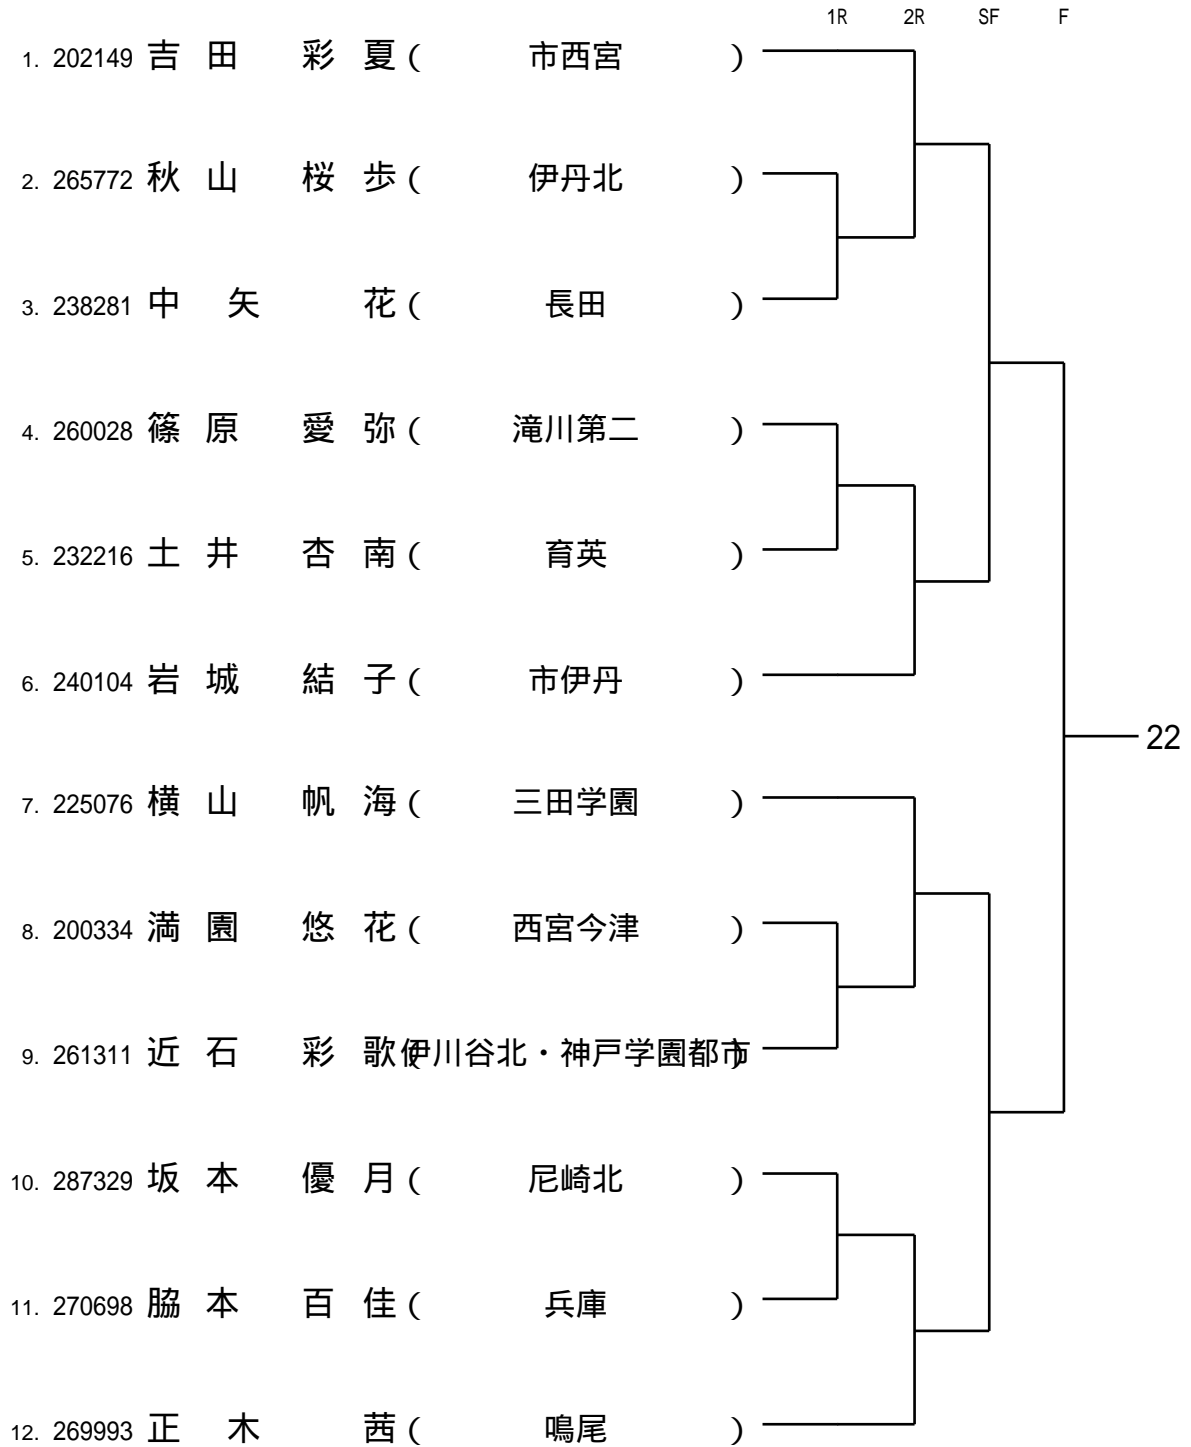 1R 2R SF F
1. 202149 吉田 彩夏 ( 市西宮 )
2. 265772 秋山 桜歩 ( 伊丹北 )
3. 238281 中矢 花 ( 長田 )
4. 260028 篠原 愛弥 ( 滝川第二 )
5. 232216 土井 杏南 ( 育英 )
6. 240104 岩城 結子 ( 市伊丹 )
22
7. 225076 横山 帆海 ( 三田学園 )
8. 200334 満園 悠花 ( 西宮今津 )
9. 261311 近石 彩歌 ( 伊川谷北・神戸学園都市 )
10. 287329 坂本 優月 ( 尼崎北 )
11. 270698 脇本 百佳 ( 兵庫 )
12. 269993 正木 茜 ( 鳴尾 )